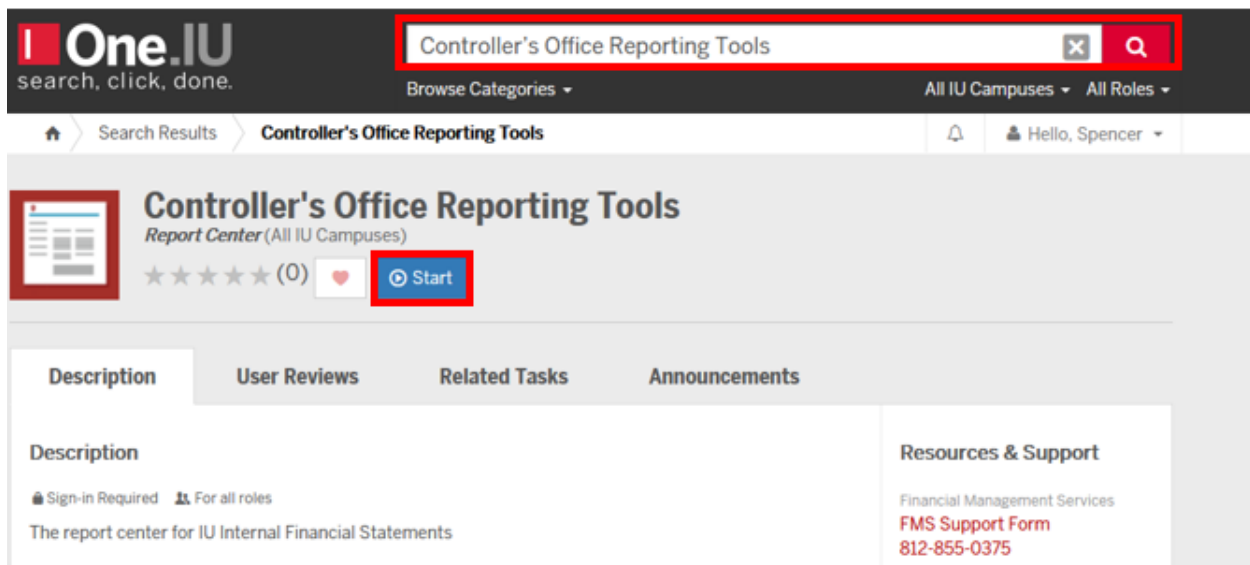 One.IU
search, click, done.
Controller's Office Reporting Tools
Browse Categories
All IU Campuses All Roles
Search Results Controller's Office Reporting Tools
Hello, Spencer
Controller's Office Reporting Tools
Report Center (All IU Campuses)
(0) Start
Description User Reviews Related Tasks Announcements
Description
Sign-in Required For all roles
The report center for IU Internal Financial Statements
Resources & Support
Financial Management Services
FMS Support Form
812-855-0375